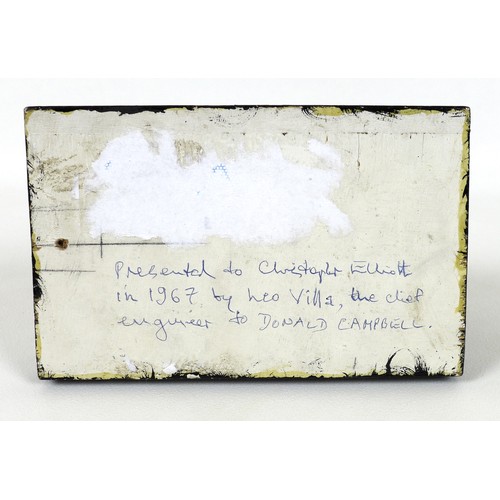 Presented to Christopher Elliott
in 1967 by Leo Villa, the chief
engineer to DONALD CAMPBELL.